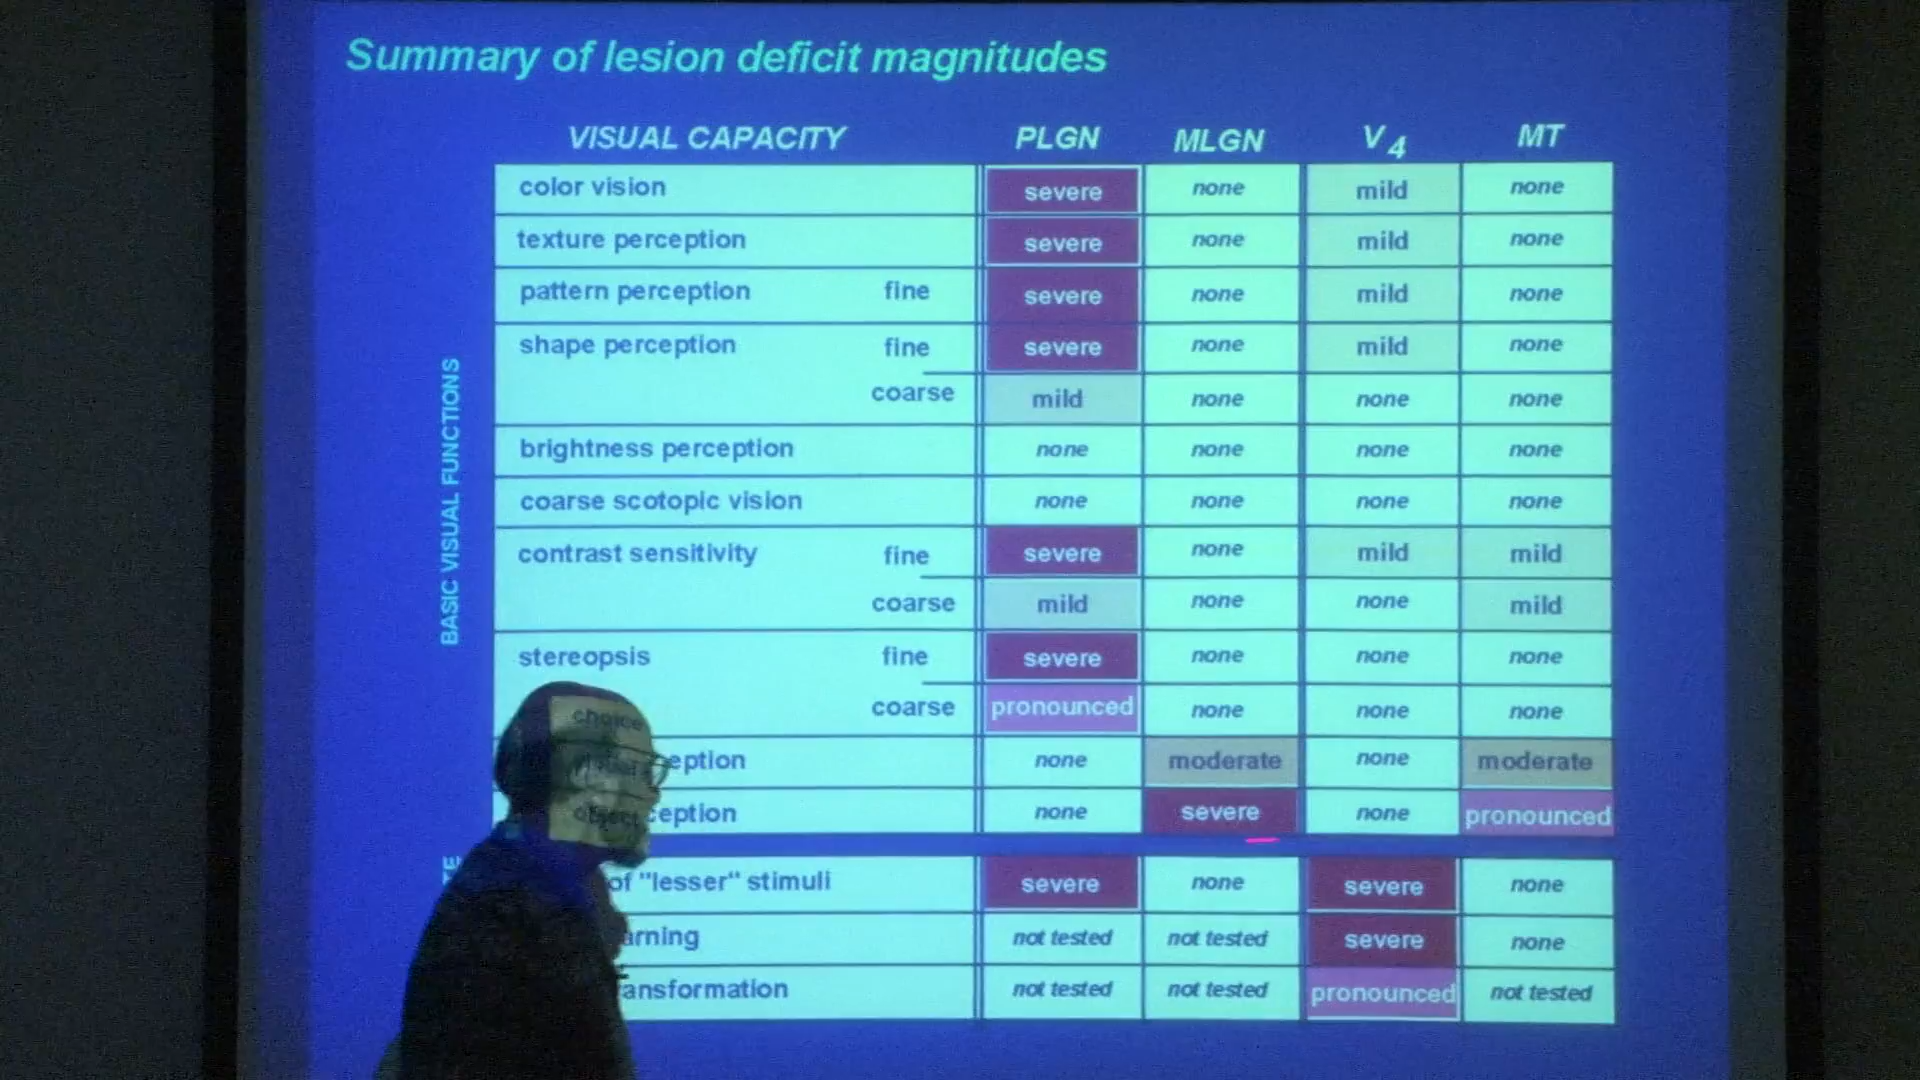 Summary of lesion deficit magnitudes
VISUAL CAPACITY PLGN MLGN V4 MT
BASIC VISUAL FUNCTIONS
color vision severe none mild none
texture perception severe none mild none
pattern perception fine severe none mild none
shape perception fine severe none mild none
coarse mild none none none
brightness perception none none none none
coarse scotopic vision none none none none
contrast sensitivity fine severe none mild mild
coarse mild none none mild
stereopsis fine severe none none none
coarse pronounced none none none
eption none moderate none moderate
ception none severe none pronounced
choice of "lesser" stimuli severe none severe none
visual arning not tested not tested severe none
object ansformation not tested not tested pronounced not tested